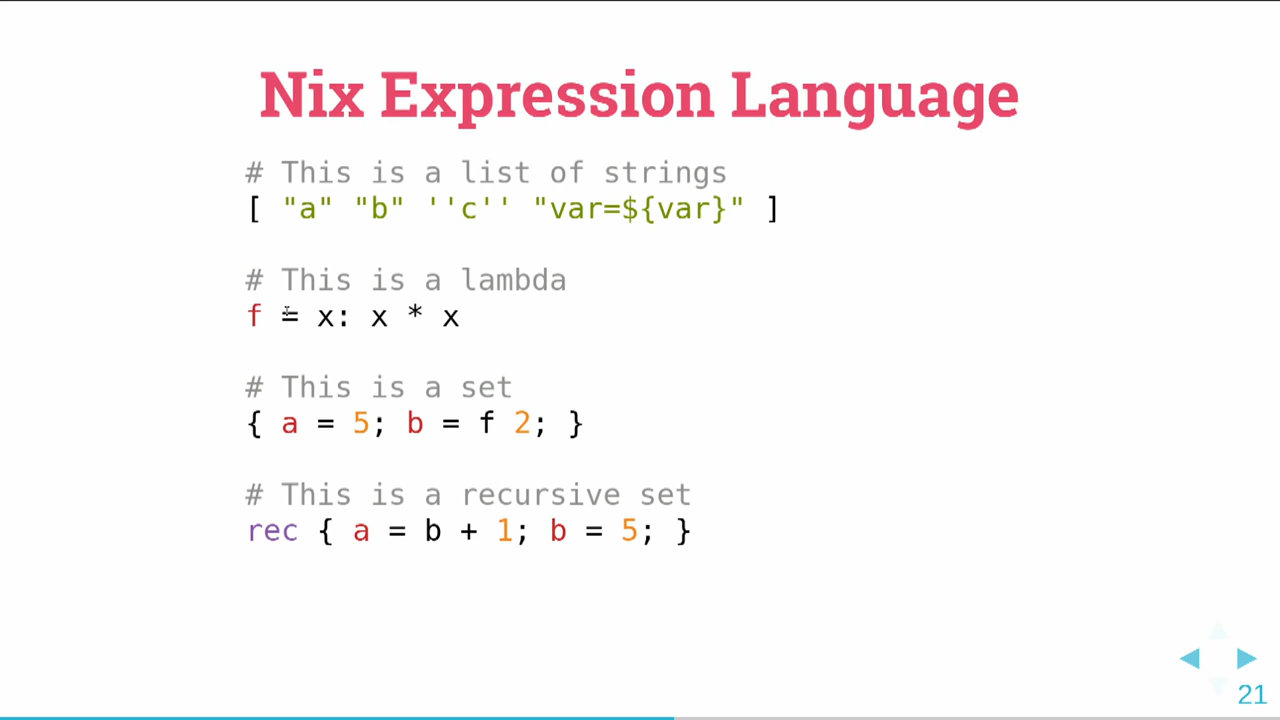 Nix Expression Language
# This is a list of strings
[ "a" "b" ''c'' "var=${var}" ]
# This is a lambda
f = x: x * x
# This is a set
{ a = 5; b = f 2; }
# This is a recursive set
rec { a = b + 1; b = 5; }
21